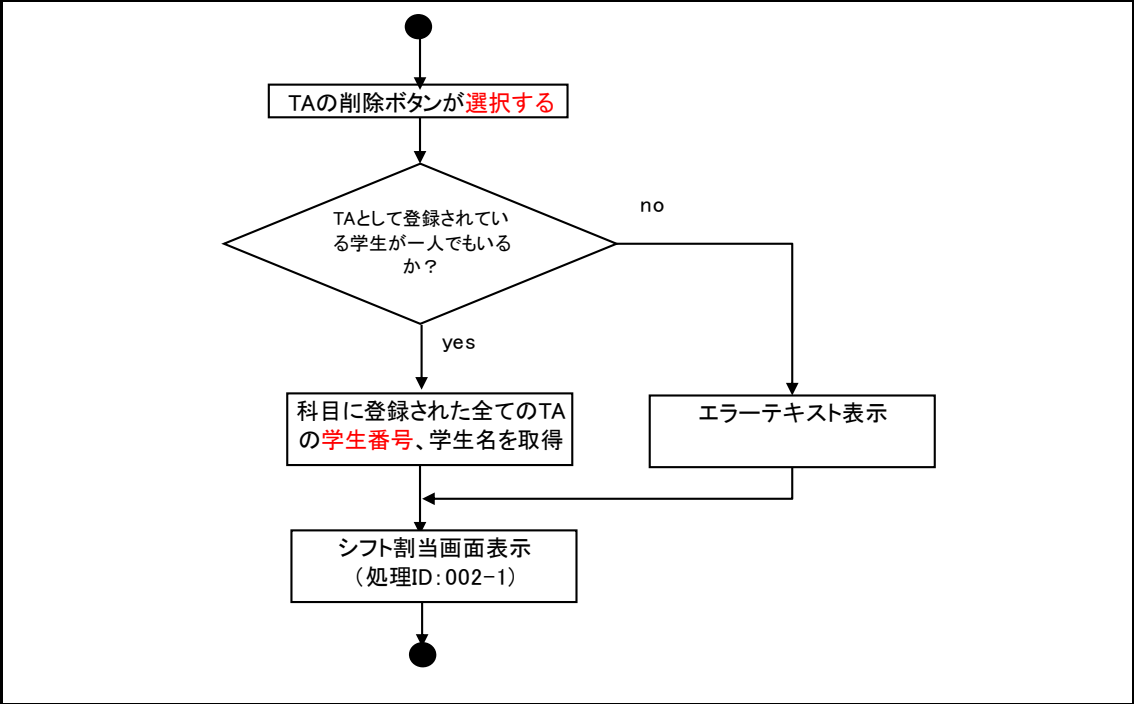 TAの削除ボタンが選択する
TAとして登録されてい
る学生が一人でもいる
か？
no
yes
科目に登録された全てのTA
の学生番号、学生名を取得
エラーテキスト表示
シフト割当画面表示
（処理ID：002-1）